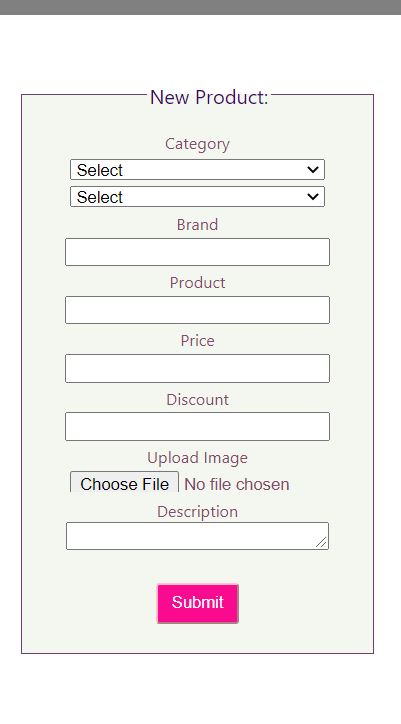 New Product:
Category
Select
Select
Brand
Product
Price
Discount
Upload Image
Choose File No file chosen
Description
Submit